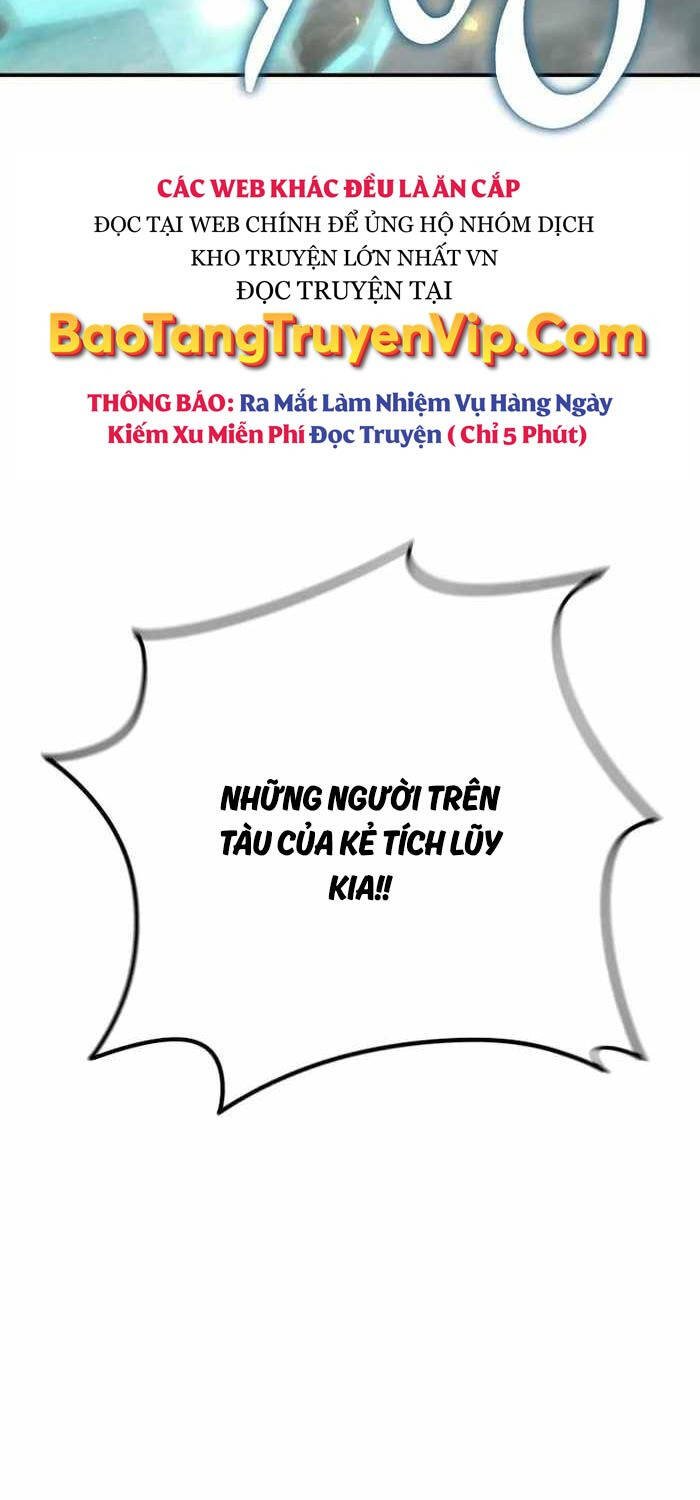 CÁC WEB KHÁC ĐỀU LÀ ĂN CẮP
ĐỌC TẠI WEB CHÍNH ĐỂ ỦNG HỘ NHÓM DỊCH
KHO TRUYỆN LỚN NHẤT VN
ĐỌC TRUYỆN TẠI
BaoTangTruyenVip.Com
THÔNG BÁO: Ra Mắt Làm Nhiệm Vụ Hàng Ngày
Kiếm Xu Miễn Phí Đọc Truyện ( Chỉ 5 Phút)
NHỮNG NGƯỜI TRÊN
TÀU CỦA KẺ TÍCH LŨY
KIA!!